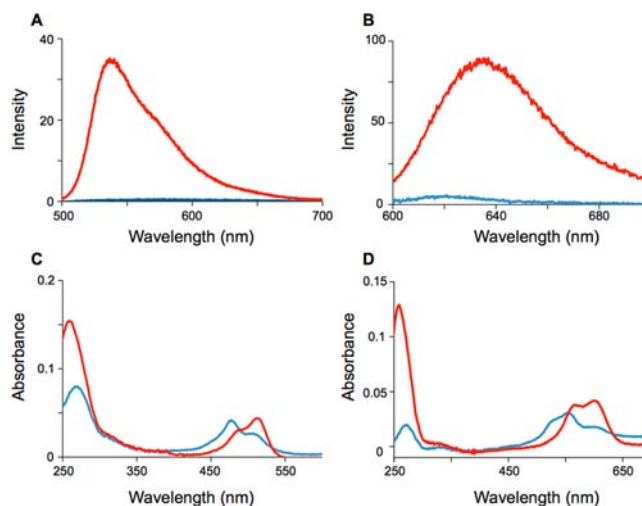 A
Intensity
40
20
0
500
600
700
Wavelength (nm)
B
Intensity
100
50
0
600
640
680
Wavelength (nm)
C
Absorbance
0.2
0.1
0
250
350
450
550
Wavelength (nm)
D
Absorbance
0.15
0.1
0.05
0
250
450
650
Wavelength (nm)